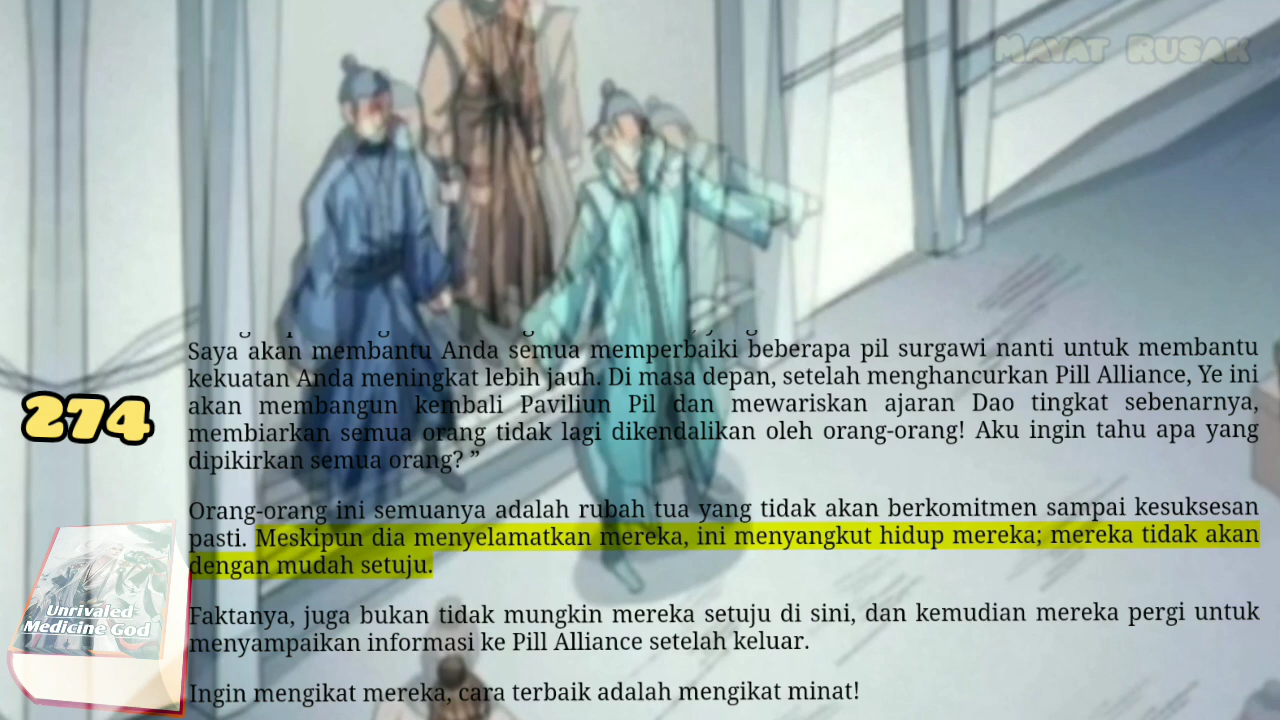 Mayat Rusak
Saya akan membantu Anda semua memperbaiki beberapa pil surgawi nanti untuk membantu
kekuatan Anda meningkat lebih jauh. Di masa depan, setelah menghancurkan Pill Alliance, Ye ini
akan membangun kembali Paviliun Pil dan mewariskan ajaran Dao tingkat sebenarnya,
membiarkan semua orang tidak lagi dikendalikan oleh orang-orang! Aku ingin tahu apa yang
dipikirkan semua orang? ”
274
Orang-orang ini semuanya adalah rubah tua yang tidak akan berkomitmen sampai kesuksesan
pasti. Meskipun dia menyelamatkan mereka, ini menyangkut hidup mereka; mereka tidak akan
dengan mudah setuju.
Faktanya, juga bukan tidak mungkin mereka setuju di sini, dan kemudian mereka pergi untuk
menyampaikan informasi ke Pill Alliance setelah keluar.
Ingin mengikat mereka, cara terbaik adalah mengikat minat!
Unrivaled
Medicine God